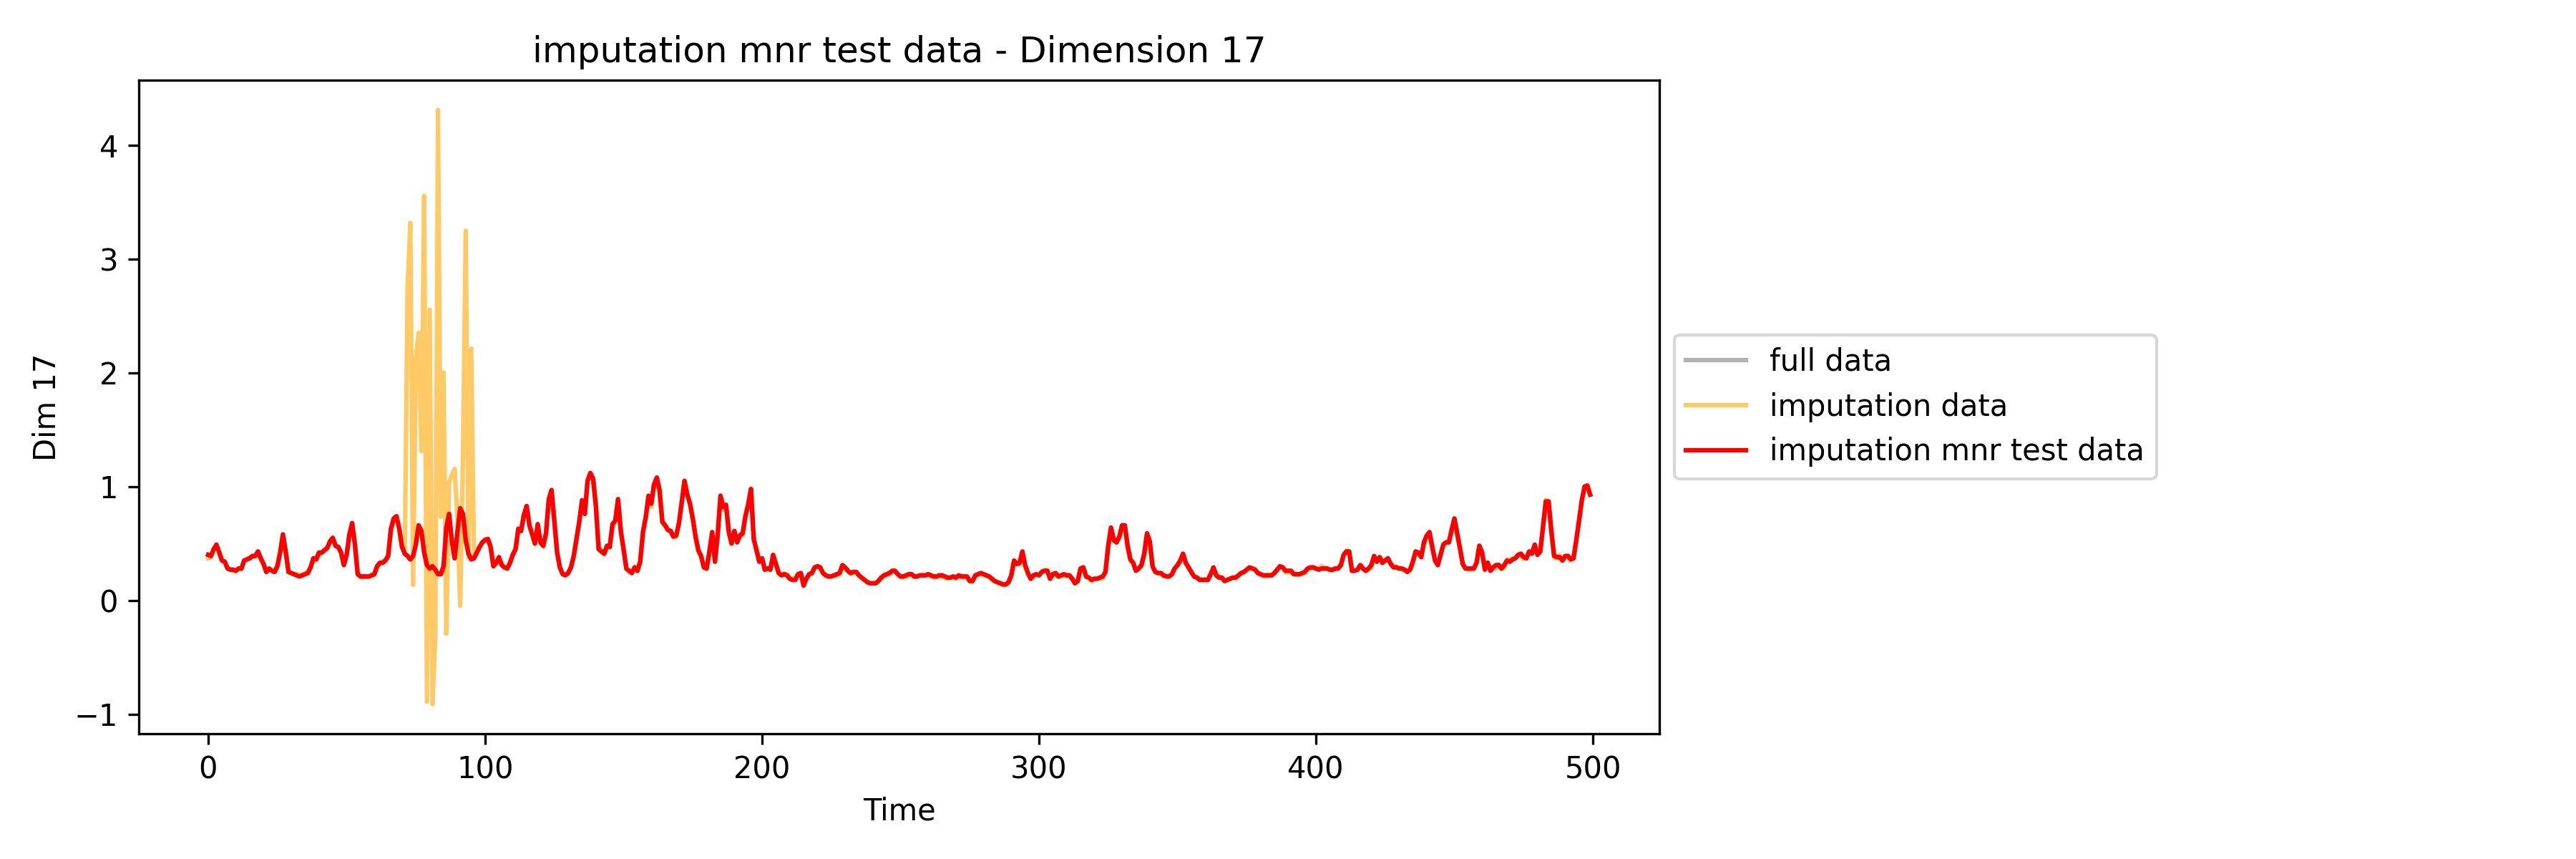 imputation mnr test data - Dimension 17
4
3
2
1
0
−1
Dim 17
0 100 200 300 400 500
Time
full data
imputation data
imputation mnr test data